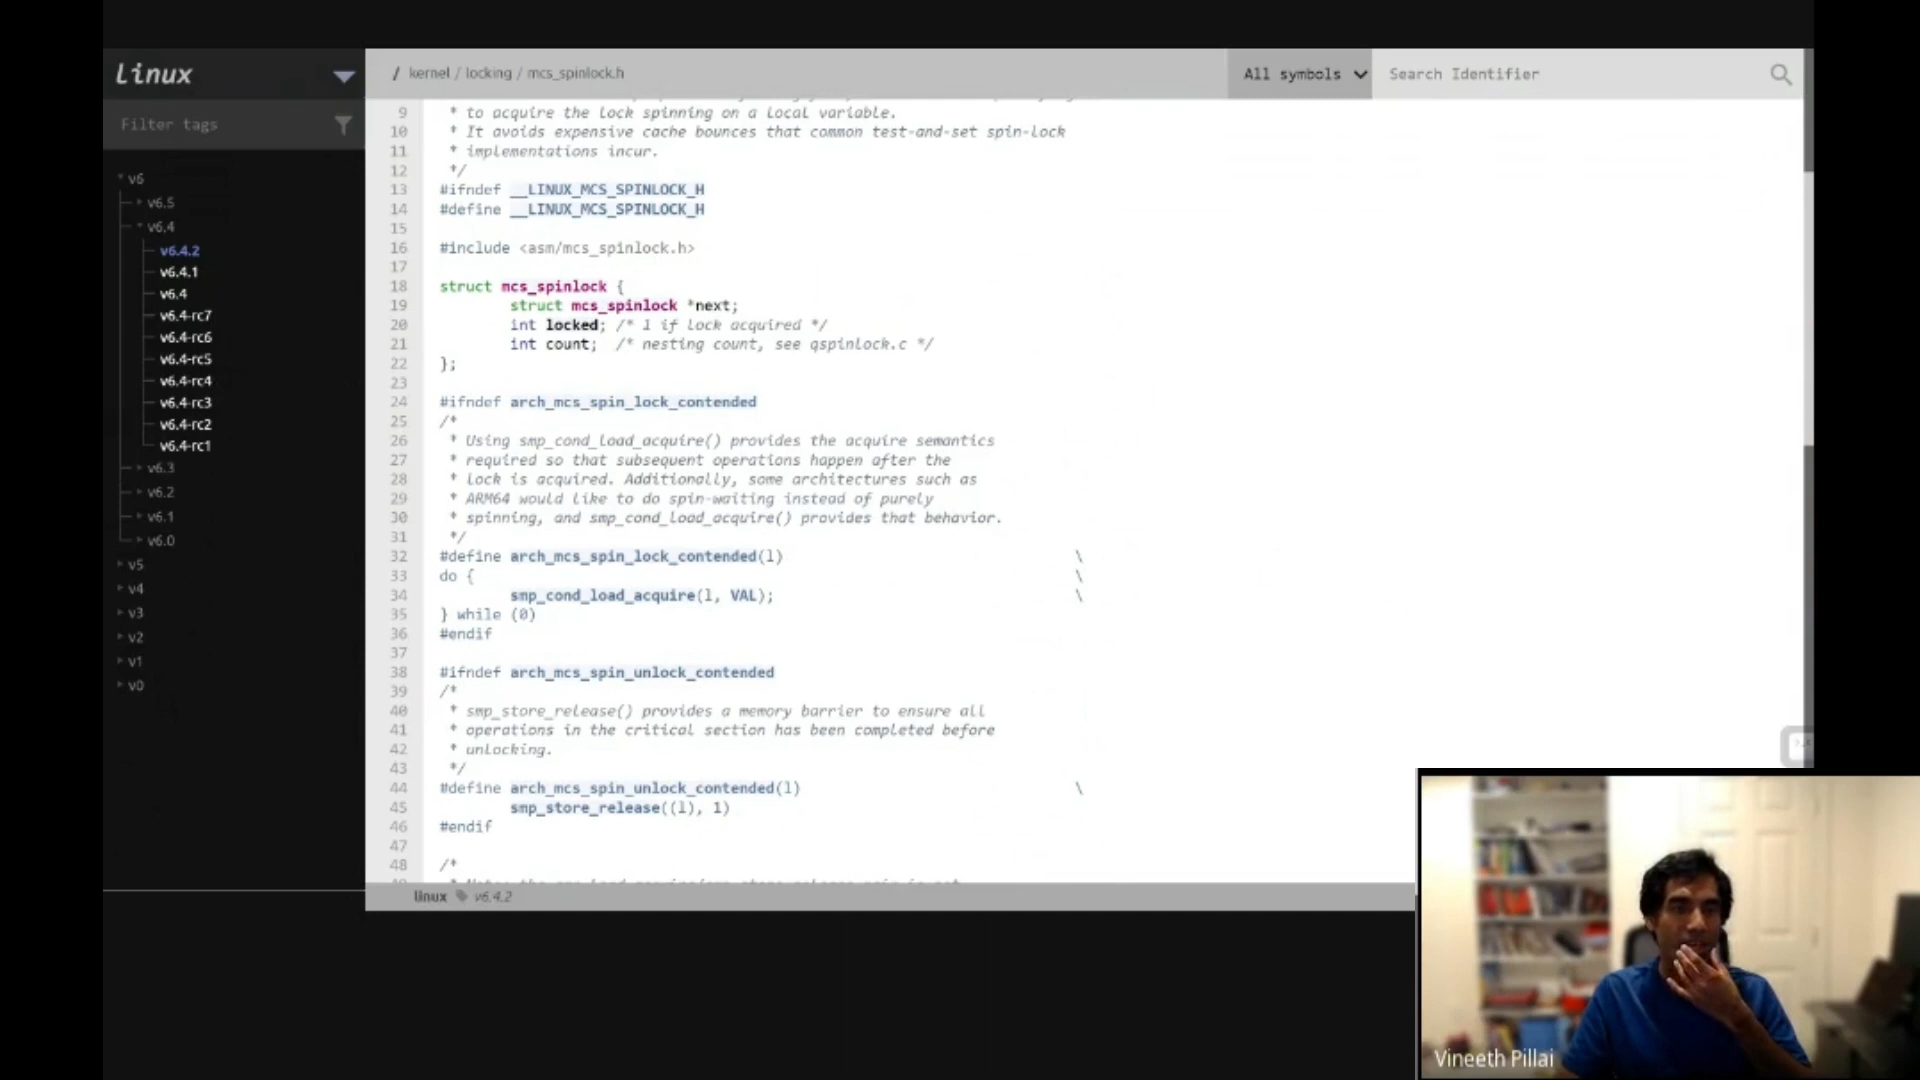 Linux
/ kernel / locking / mcs_spinlock.h
All symbols
Search Identifier
Filter tags
v6
v6.5
v6.4
v6.4.2
v6.4.1
v6.4
v6.4-rc7
v6.4-rc6
v6.4-rc5
v6.4-rc4
v6.4-rc3
v6.4-rc2
v6.4-rc1
v6.3
v6.2
v6.1
v6.0
v5
v4
v3
v2
v1
v0
9 * to acquire the lock spinning on a local variable.
10 * It avoids expensive cache bounces that common test-and-set spin-lock
11 * implementations incur.
12 */
13 #ifndef __LINUX_MCS_SPINLOCK_H
14 #define __LINUX_MCS_SPINLOCK_H
15
16 #include <asm/mcs_spinlock.h>
17
18 struct mcs_spinlock {
19 struct mcs_spinlock *next;
20 int locked; /* 1 if lock acquired */
21 int count; /* nesting count, see qspinlock.c */
22 };
23
24 #ifndef arch_mcs_spin_lock_contended
25 /*
26 * Using smp_cond_load_acquire() provides the acquire semantics
27 * required so that subsequent operations happen after the
28 * lock is acquired. Additionally, some architectures such as
29 * ARM64 would like to do spin-waiting instead of purely
30 * spinning, and smp_cond_load_acquire() provides that behavior.
31 */
32 #define arch_mcs_spin_lock_contended(l) \
33 do { \
34 smp_cond_load_acquire(l, VAL); \
35 } while (0)
36 #endif
37
38 #ifndef arch_mcs_spin_unlock_contended
39 /*
40 * smp_store_release() provides a memory barrier to ensure all
41 * operations in the critical section has been completed before
42 * unlocking.
43 */
44 #define arch_mcs_spin_unlock_contended(l) \
45 smp_store_release((l), 1)
46 #endif
47
48 /*
linux v6.4.2
Vineeth Pillai